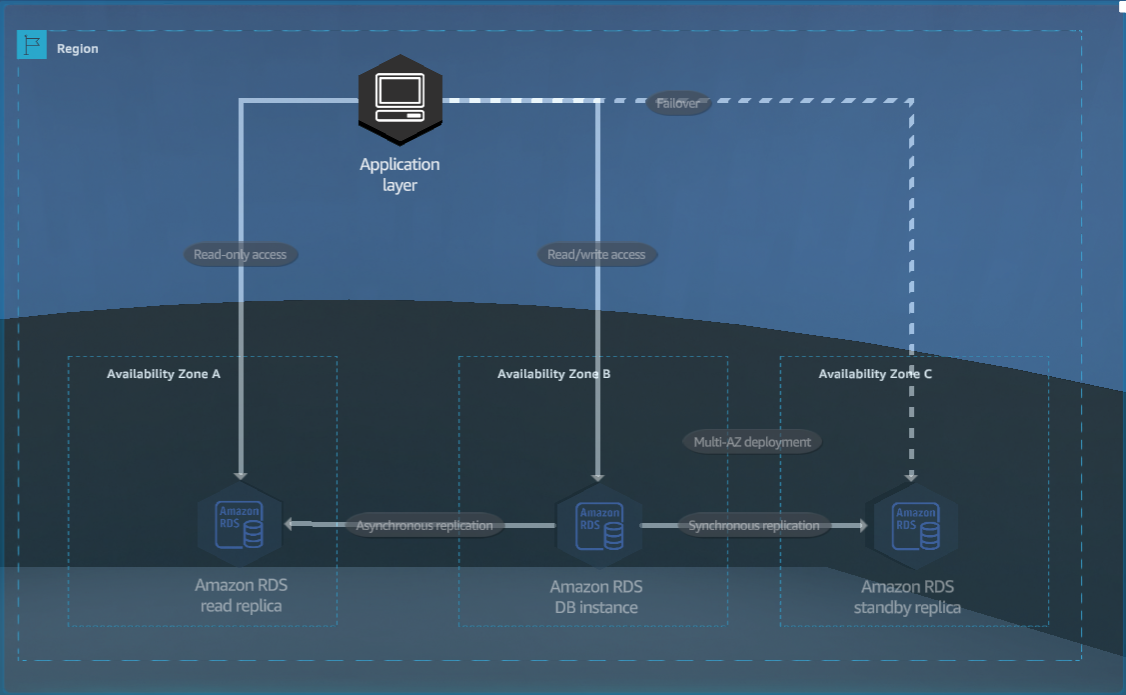 Region
Failover
Application
layer
Read-only access
Read/write access
Availability Zone A
Availability Zone B
Availability Zone C
Multi-AZ deployment
Amazon
RDS
Asynchronous replication
Amazon
RDS
Synchronous replication
Amazon
RDS
Amazon RDS
read replica
Amazon RDS
DB instance
Amazon RDS
standby replica